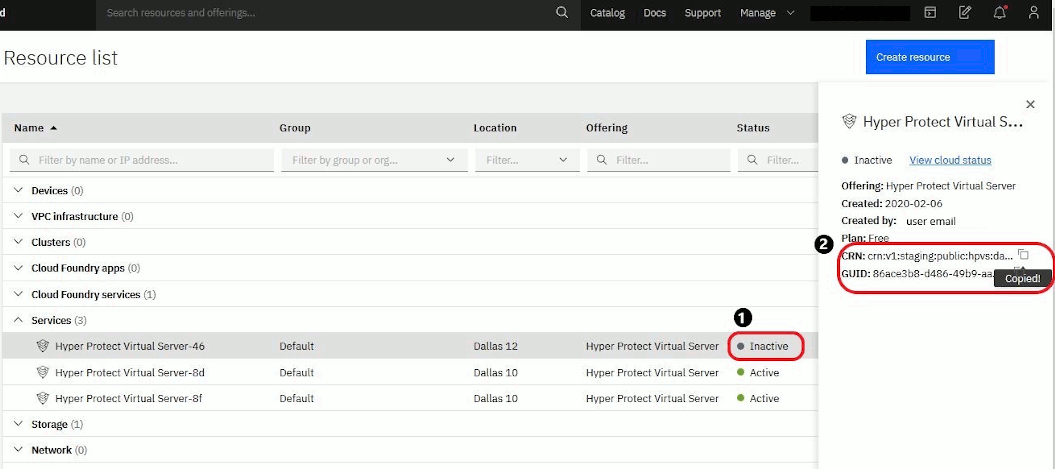 d Search resources and offerings... Catalog Docs Support Manage
Resource list
Create resource
Name Group Location Offering Status
Filter by name or IP address... Filter by group or org... Filter... Filter... Filter...
Devices (0)
VPC infrastructure (0)
Clusters (0)
Cloud Foundry apps (0)
Cloud Foundry services (1)
Services (3)
1
Hyper Protect Virtual Server-46 Default Dallas 12 Hyper Protect Virtual Server Inactive
Hyper Protect Virtual Server-8d Default Dallas 10 Hyper Protect Virtual Server Active
Hyper Protect Virtual Server-8f Default Dallas 10 Hyper Protect Virtual Server Active
Storage (1)
Network (0)
Hyper Protect Virtual S...
Inactive View cloud status
Offering: Hyper Protect Virtual Server
Created: 2020-02-06
Created by: user email
Plan: Free
2
CRN: crn:v1:staging:public:hpvs:da...
GUID: 86ace3b8-d486-49b9-aa.
Copied!